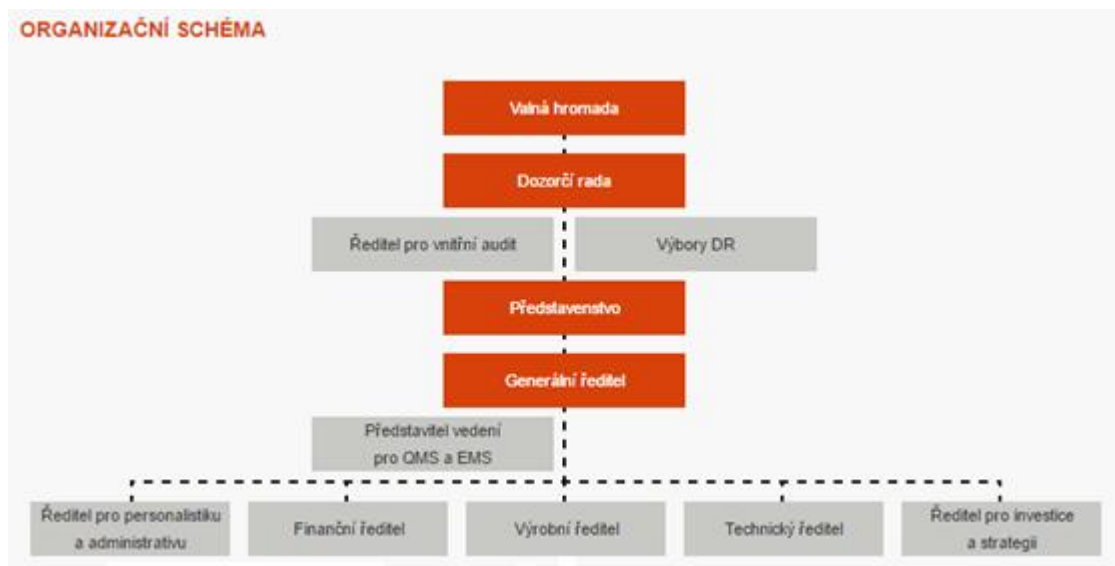 ORGANIZAČNÍ SCHÉMA
Valná hromada
Dozorčí rada
Ředitel pro vnitřní audit
Výbory DR
Představenstvo
Generální ředitel
Představitel vedení
pro QMS a EMS
Ředitel pro personalistiku
a administrativu
Finanční ředitel
Výrobní ředitel
Technický ředitel
Ředitel pro investice
a strategii